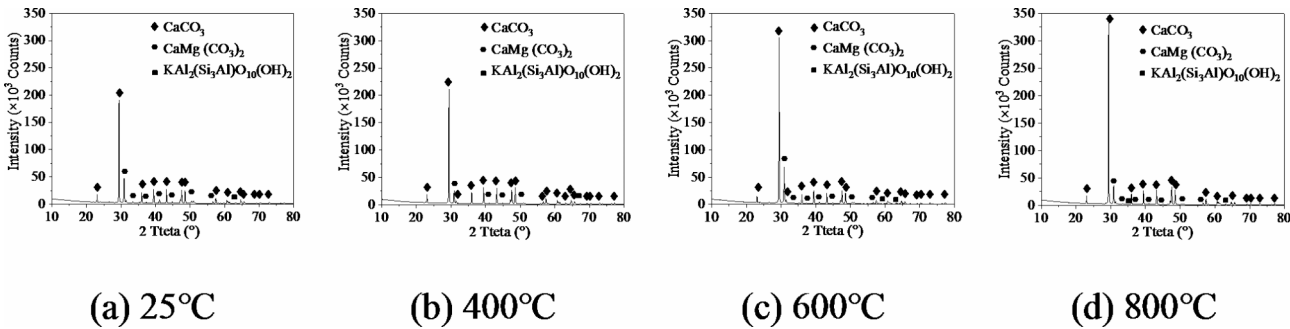 350
300
250
200
150
100
50
0
Intensity (×10³ Counts)
CaCO₃
CaMg (CO₃)₂
KAl₂(Si₃Al)O₁₀(OH)₂
10 20 30 40 50 60 70 80
2 Tteta (°)
(a) 25°C
350
300
250
200
150
100
50
0
Intensity (×10³ Counts)
CaCO₃
CaMg (CO₃)₂
KAl₂(Si₃Al)O₁₀(OH)₂
10 20 30 40 50 60 70 80
2 Tteta (°)
(b) 400°C
350
300
250
200
150
100
50
0
Intensity (×10³ Counts)
CaCO₃
CaMg (CO₃)₂
KAl₂(Si₃Al)O₁₀(OH)₂
10 20 30 40 50 60 70 80
2 Tteta (°)
(c) 600°C
350
300
250
200
150
100
50
0
Intensity (×10³ Counts)
CaCO₃
CaMg (CO₃)₂
KAl₂(Si₃Al)O₁₀(OH)₂
10 20 30 40 50 60 70 80
2 Tteta (°)
(d) 800°C